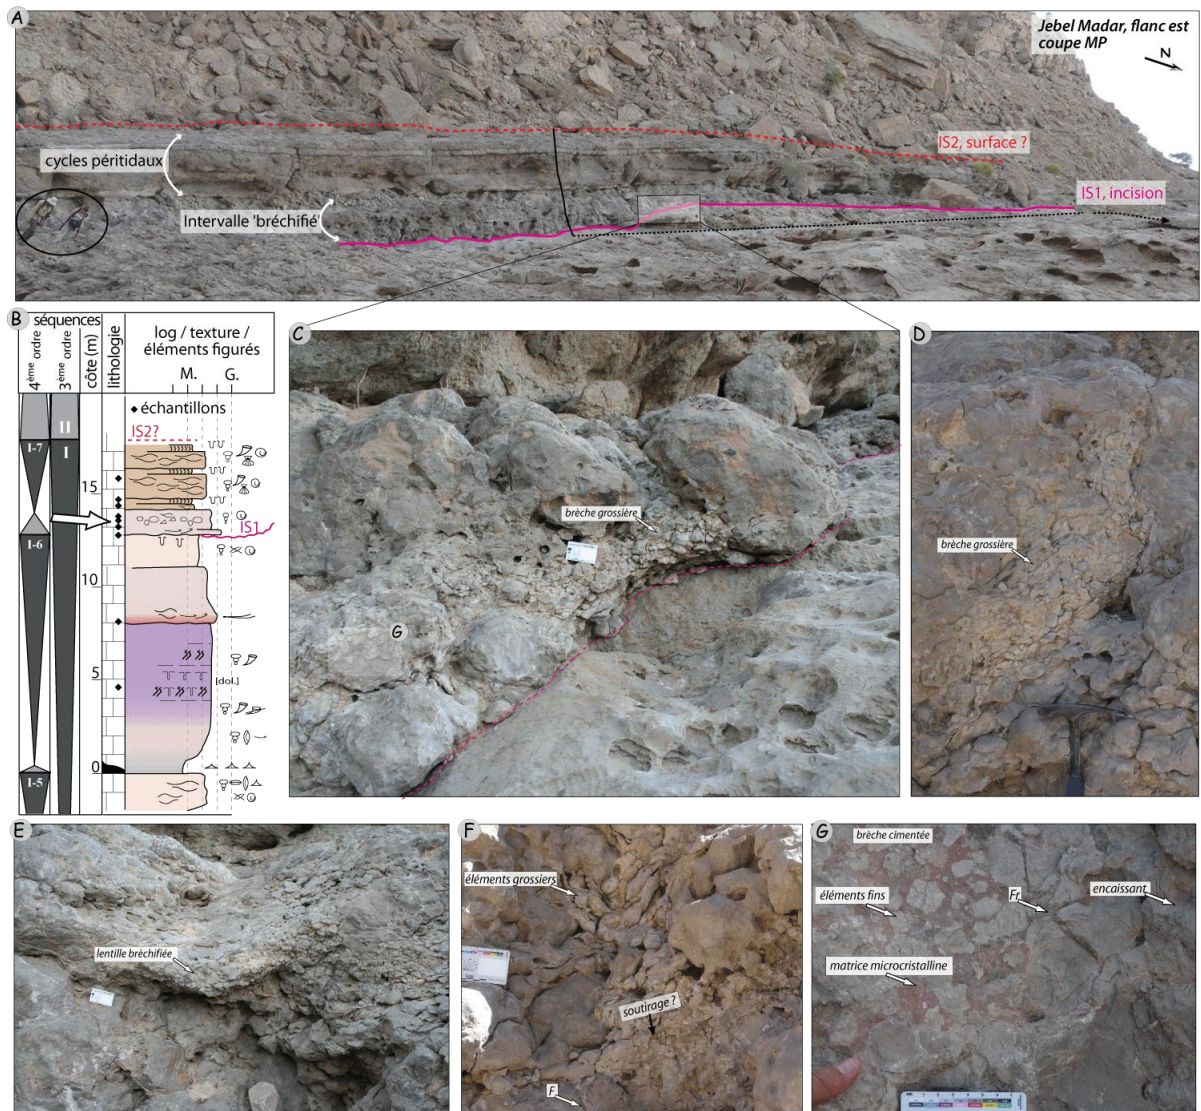 A
Jebel Madar, flanc est
coupe MP
N
IS2, surface ?
cycles péritidaux
IS1, incision
Intervalle 'bréchifié'
B
séquences
4ème ordre
3ème ordre
côte (m)
lithologie
log / texture /
éléments figurés
M. G.
échantillons
IS2?
II
I-7
I
15
IS1
I-6
10
5
[dol.]
0
I-5
C
brèche grossière
G
D
brèche grossière
E
lentille brèchifiée
F
éléments grossiers
soutirage ?
F
G
brèche cimentée
éléments fins
Fr
encaissant
matrice microcristalline